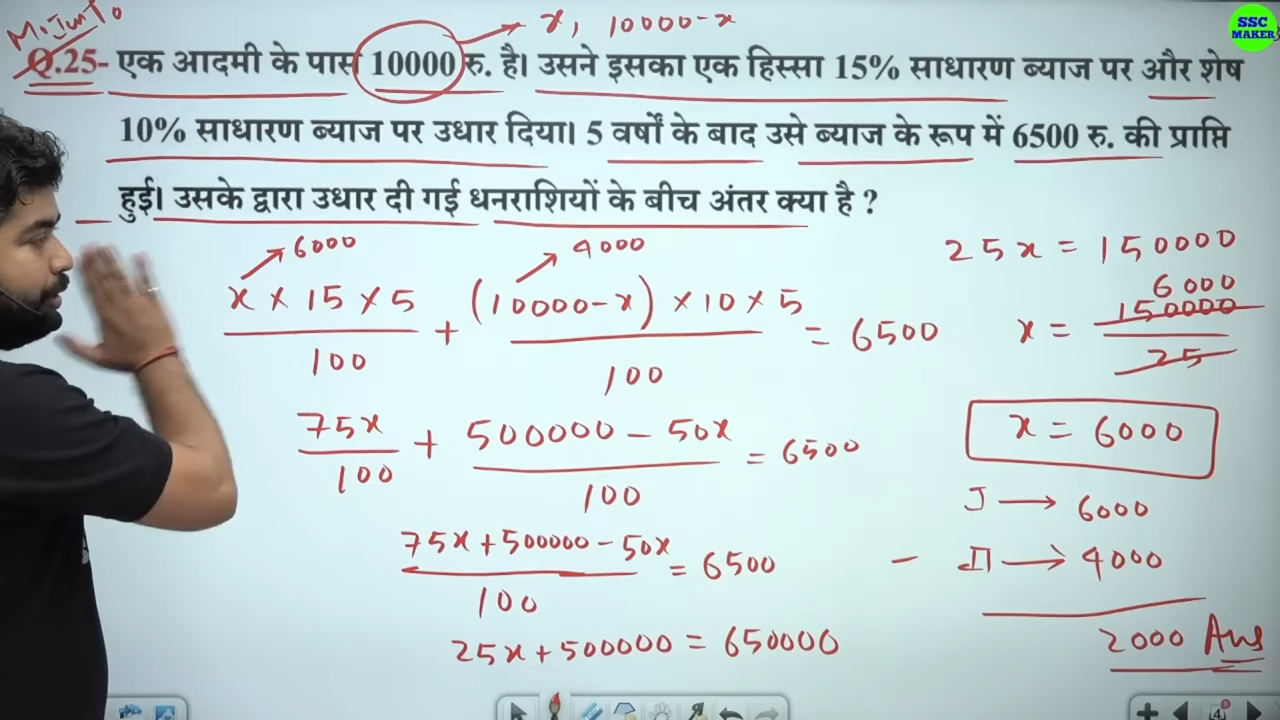 MoJunTo
x, 10000-x
SSC
MAKER
Q.25- एक आदमी के पास 10000 रु. है। उसने इसका एक हिस्सा 15% साधारण ब्याज पर और शेष
10% साधारण ब्याज पर उधार दिया। 5 वर्षों के बाद उसे ब्याज के रूप में 6500 रु. की प्राप्ति
हुई। उसके द्वारा उधार दी गई धनराशियों के बीच अंतर क्या है ?
6000
4000
x × 15 × 5 / 100 + (10000-x) × 10 × 5 / 100 = 6500
75x / 100 + 500000 - 50x / 100 = 6500
75x + 500000 - 50x / 100 = 6500
25x + 500000 = 650000
25x = 150000
6000
x = 150000 / 25
x = 6000
I → 6000
- II → 4000
2000 Ans
4